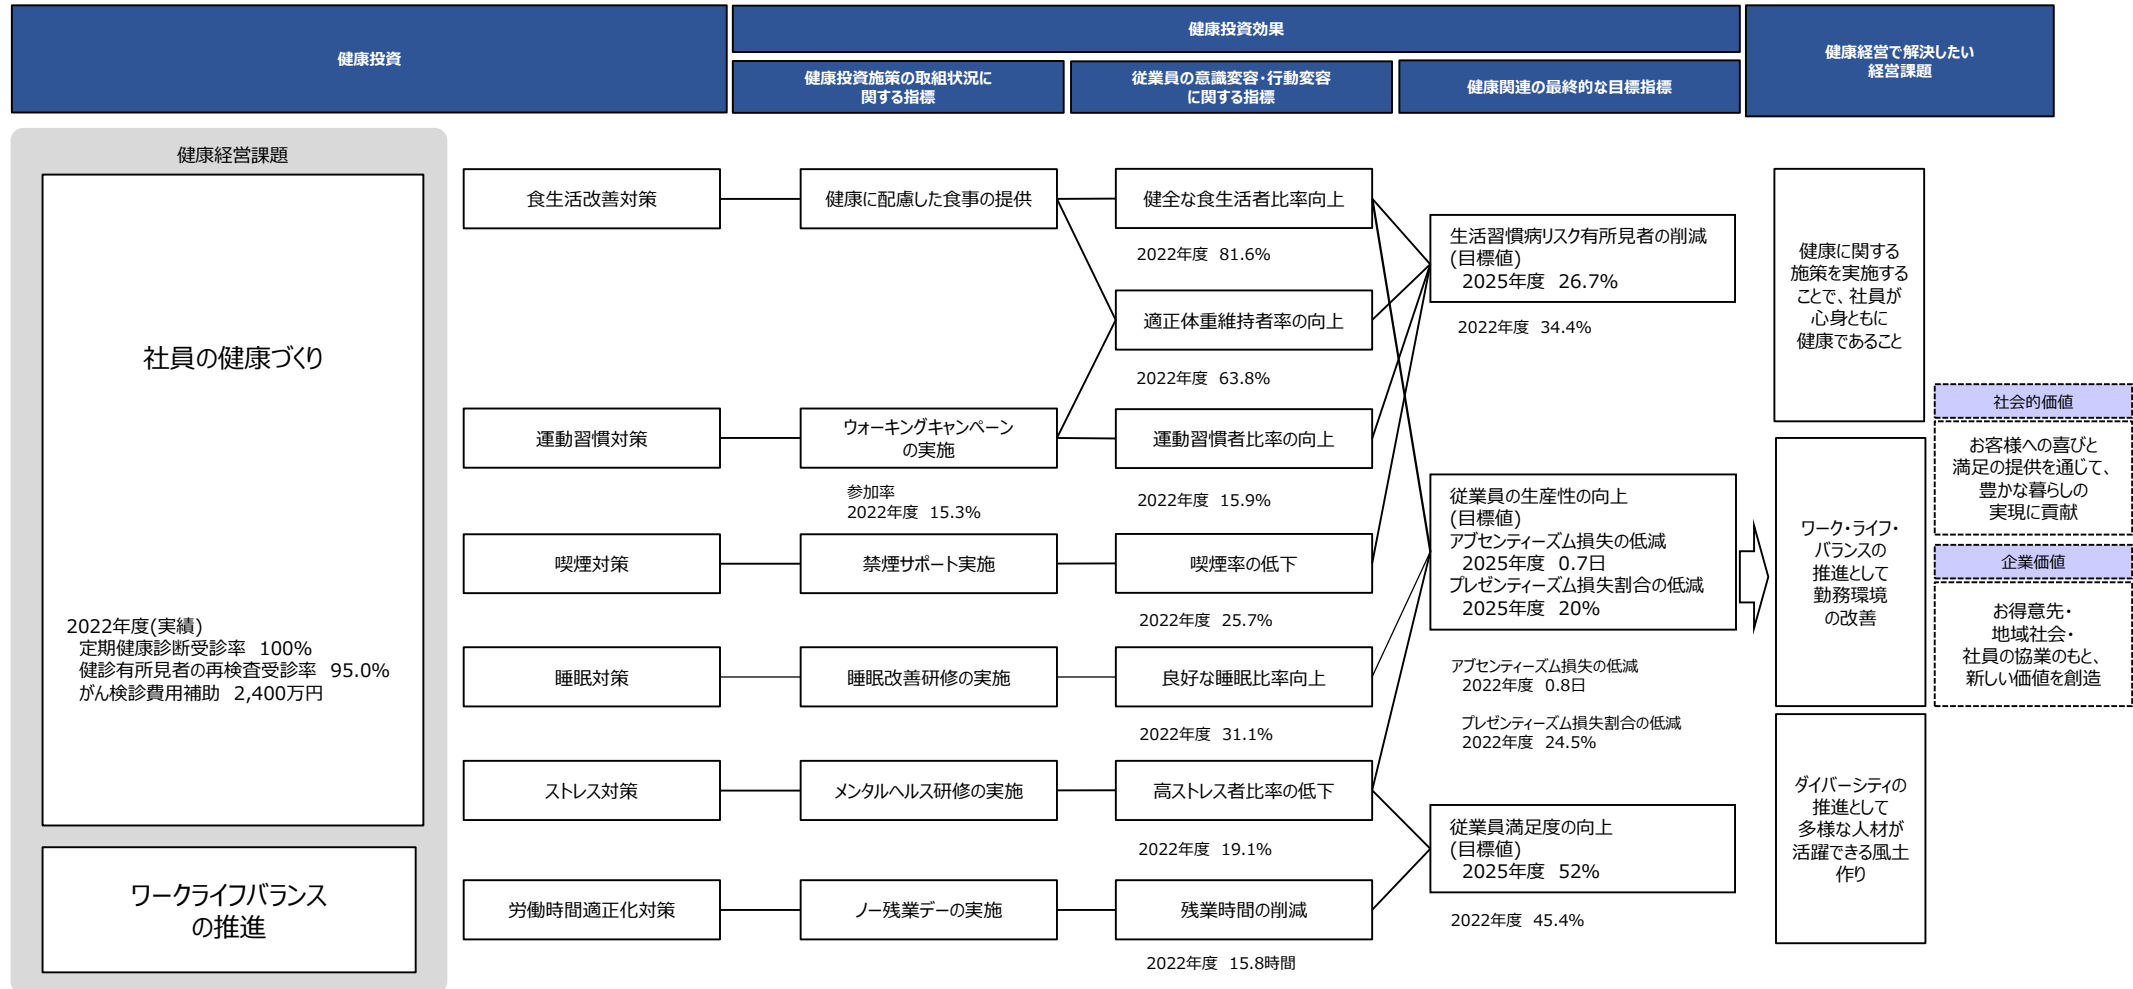 健康投資
健康投資効果
健康投資施策の取組状況に
関する指標
従業員の意識変容・行動変容
に関する指標
健康関連の最終的な目標指標
健康経営で解決したい
経営課題
健康経営課題
社員の健康づくり
2022年度(実績)
定期健康診断受診率 100%
健診有所見者の再検査受診率 95.0%
がん検診費用補助 2,400万円
ワークライフバランス
の推進
食生活改善対策
運動習慣対策
喫煙対策
睡眠対策
ストレス対策
労働時間適正化対策
健康に配慮した食事の提供
ウォーキングキャンペーン
の実施
参加率
2022年度 15.3%
禁煙サポート実施
睡眠改善研修の実施
メンタルヘルス研修の実施
ノー残業デーの実施
健全な食生活者比率向上
2022年度 81.6%
適正体重維持者率の向上
2022年度 63.8%
運動習慣者比率の向上
2022年度 15.9%
喫煙率の低下
2022年度 25.7%
良好な睡眠比率向上
2022年度 31.1%
高ストレス者比率の低下
2022年度 19.1%
残業時間の削減
2022年度 15.8時間
生活習慣病リスク有所見者の削減
(目標値)
2025年度 26.7%
2022年度 34.4%
従業員の生産性の向上
(目標値)
アブセンティーズム損失の低減
2025年度 0.7日
プレゼンティーズム損失割合の低減
2025年度 20%
アブセンティーズム損失の低減
2022年度 0.8日
プレゼンティーズム損失割合の低減
2022年度 24.5%
従業員満足度の向上
(目標値)
2025年度 52%
2022年度 45.4%
健康に関する
施策を実施する
ことで、社員が
心身ともに
健康であること
ワーク・ライフ・
バランスの
推進として
勤務環境
の改善
ダイバーシティの
推進として
多様な人材が
活躍できる風土
作り
社会的価値
お客様への喜びと
満足の提供を通じて、
豊かな暮らしの
実現に貢献
企業価値
お得意先・
地域社会・
社員の協業のもと、
新しい価値を創造